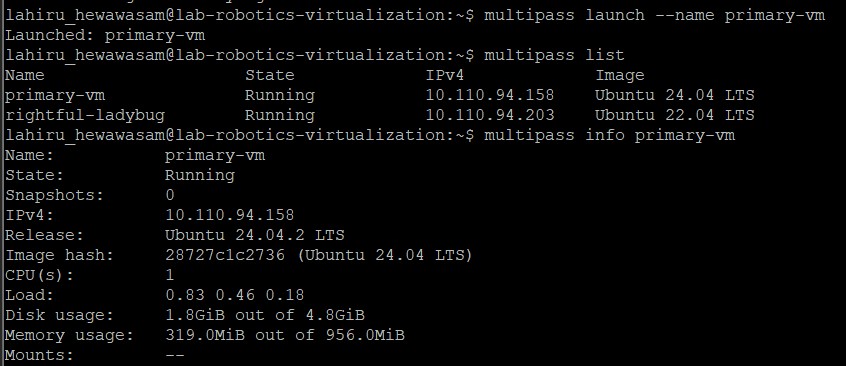 lahiru_hewawasam@lab-robotics-virtualization:~$ multipass launch --name primary-vm
Launched: primary-vm
lahiru_hewawasam@lab-robotics-virtualization:~$ multipass list
Name State IPv4 Image
primary-vm Running 10.110.94.158 Ubuntu 24.04 LTS
rightful-ladybug Running 10.110.94.203 Ubuntu 22.04 LTS
lahiru_hewawasam@lab-robotics-virtualization:~$ multipass info primary-vm
Name: primary-vm
State: Running
Snapshots: 0
IPv4: 10.110.94.158
Release: Ubuntu 24.04.2 LTS
Image hash: 28727c1c2736 (Ubuntu 24.04 LTS)
CPU(s): 1
Load: 0.83 0.46 0.18
Disk usage: 1.8GiB out of 4.8GiB
Memory usage: 319.0MiB out of 956.0MiB
Mounts: --